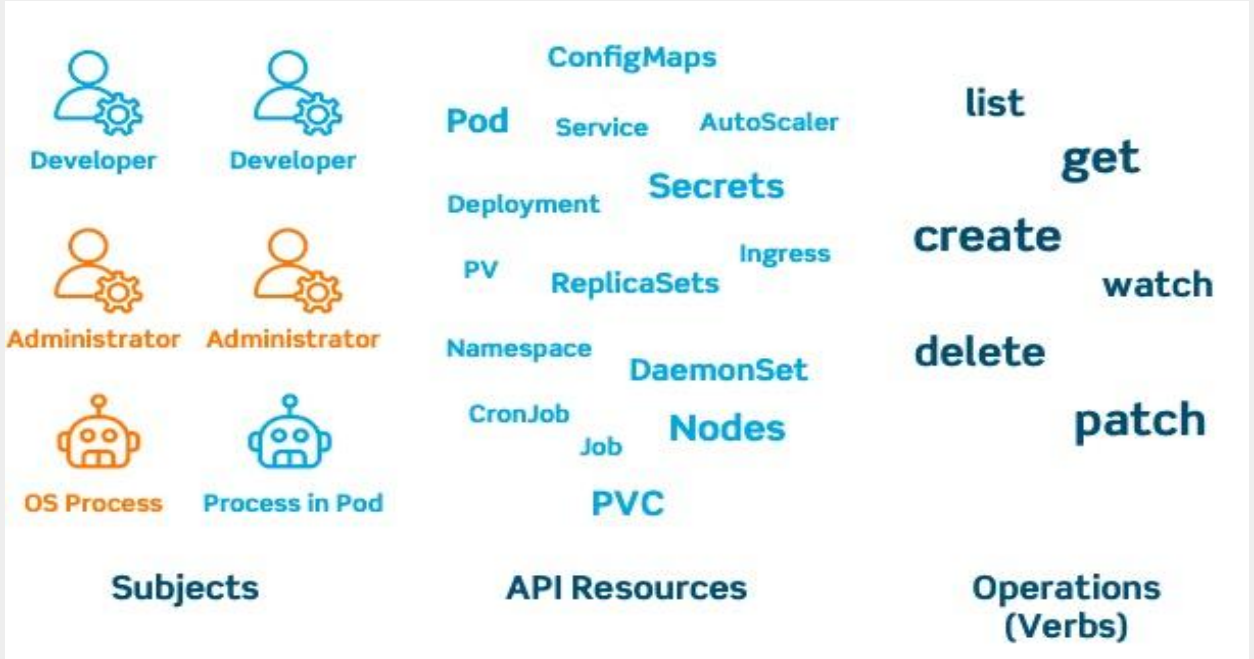 Developer
Developer
Administrator
Administrator
OS Process
Process in Pod
Subjects
ConfigMaps
Pod
Service
AutoScaler
Secrets
Deployment
Ingress
PV
ReplicaSets
Namespace
DaemonSet
CronJob
Nodes
Job
PVC
API Resources
list
get
create
watch
delete
patch
Operations
(Verbs)